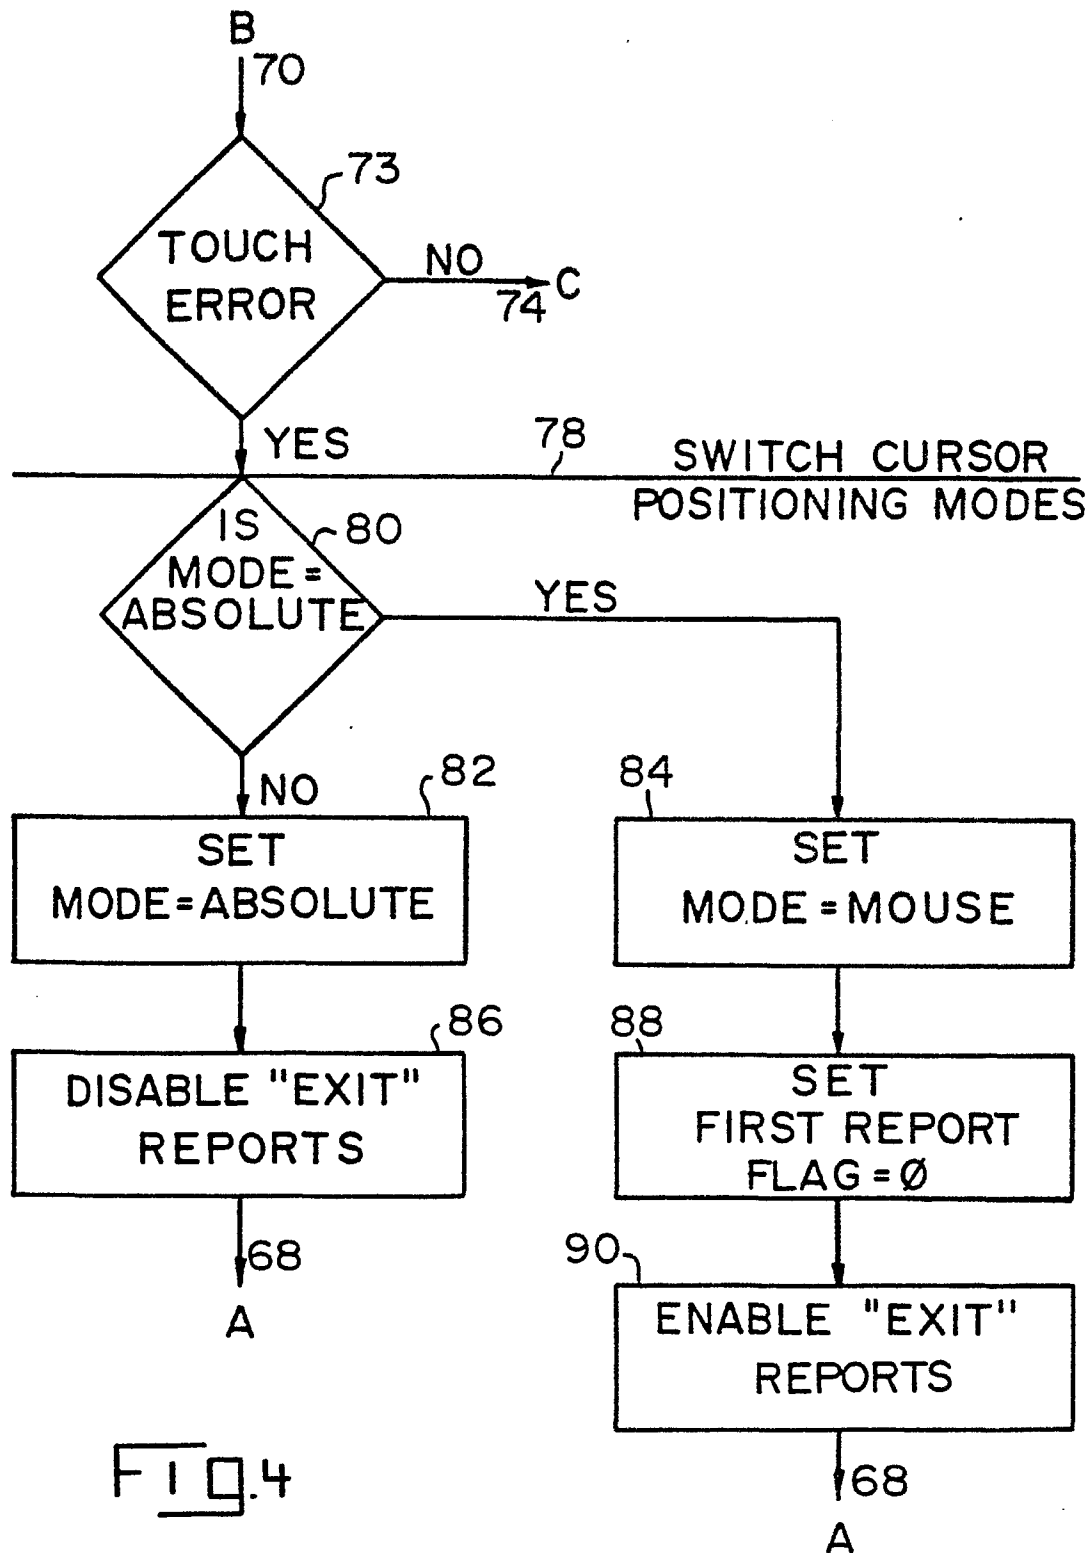 B
70
73
TOUCH
ERROR
NO
74
C
YES
78
SWITCH CURSOR
POSITIONING MODES
80
IS
MODE=
ABSOLUTE
YES
NO
82
SET
MODE=ABSOLUTE
84
SET
MODE=MOUSE
86
DISABLE "EXIT"
REPORTS
88
SET
FIRST REPORT
FLAG=Ø
68
A
90
ENABLE "EXIT"
REPORTS
68
A
Fig.4